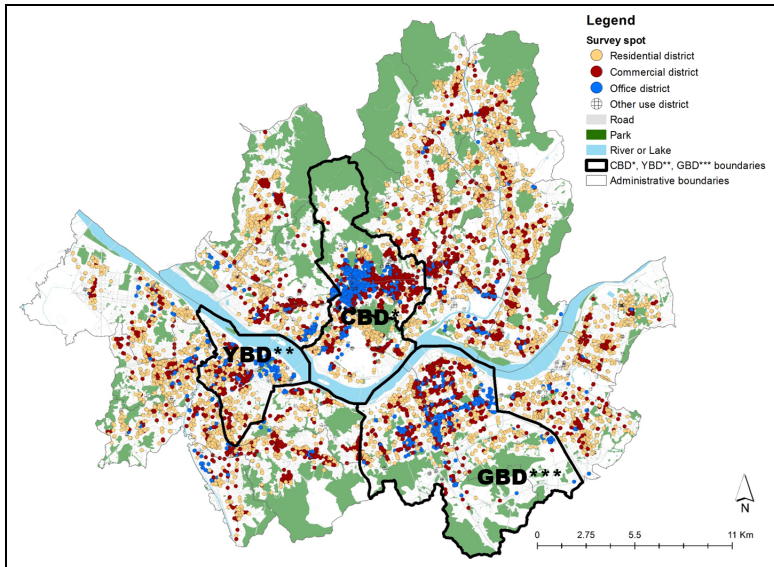 Legend
Survey spot
Residential district
Commercial district
Office district
Other use district
Road
Park
River or Lake
CBD*, YBD**, GBD*** boundaries
Administrative boundaries
CBD*
YBD**
GBD***
N
0 2.75 5.5 11 Km